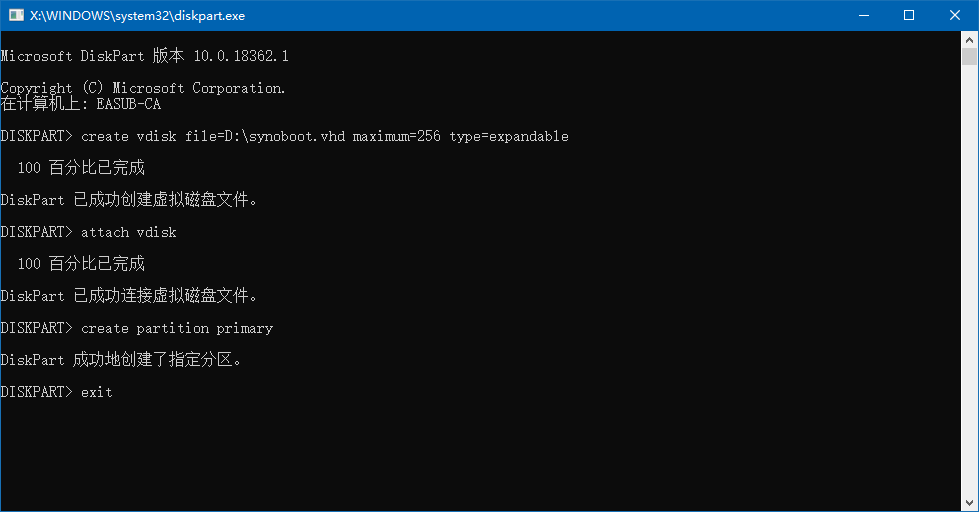 X:\WINDOWS\system32\diskpart.exe
Microsoft DiskPart 版本 10.0.18362.1
Copyright (C) Microsoft Corporation.
在计算机上: EASUB-CA
DISKPART> create vdisk file=D:\synoboot.vhd maximum=256 type=expandable
100 百分比已完成
DiskPart 已成功创建虚拟磁盘文件。
DISKPART> attach vdisk
100 百分比已完成
DiskPart 已成功连接虚拟磁盘文件。
DISKPART> create partition primary
DiskPart 成功地创建了指定分区。
DISKPART> exit